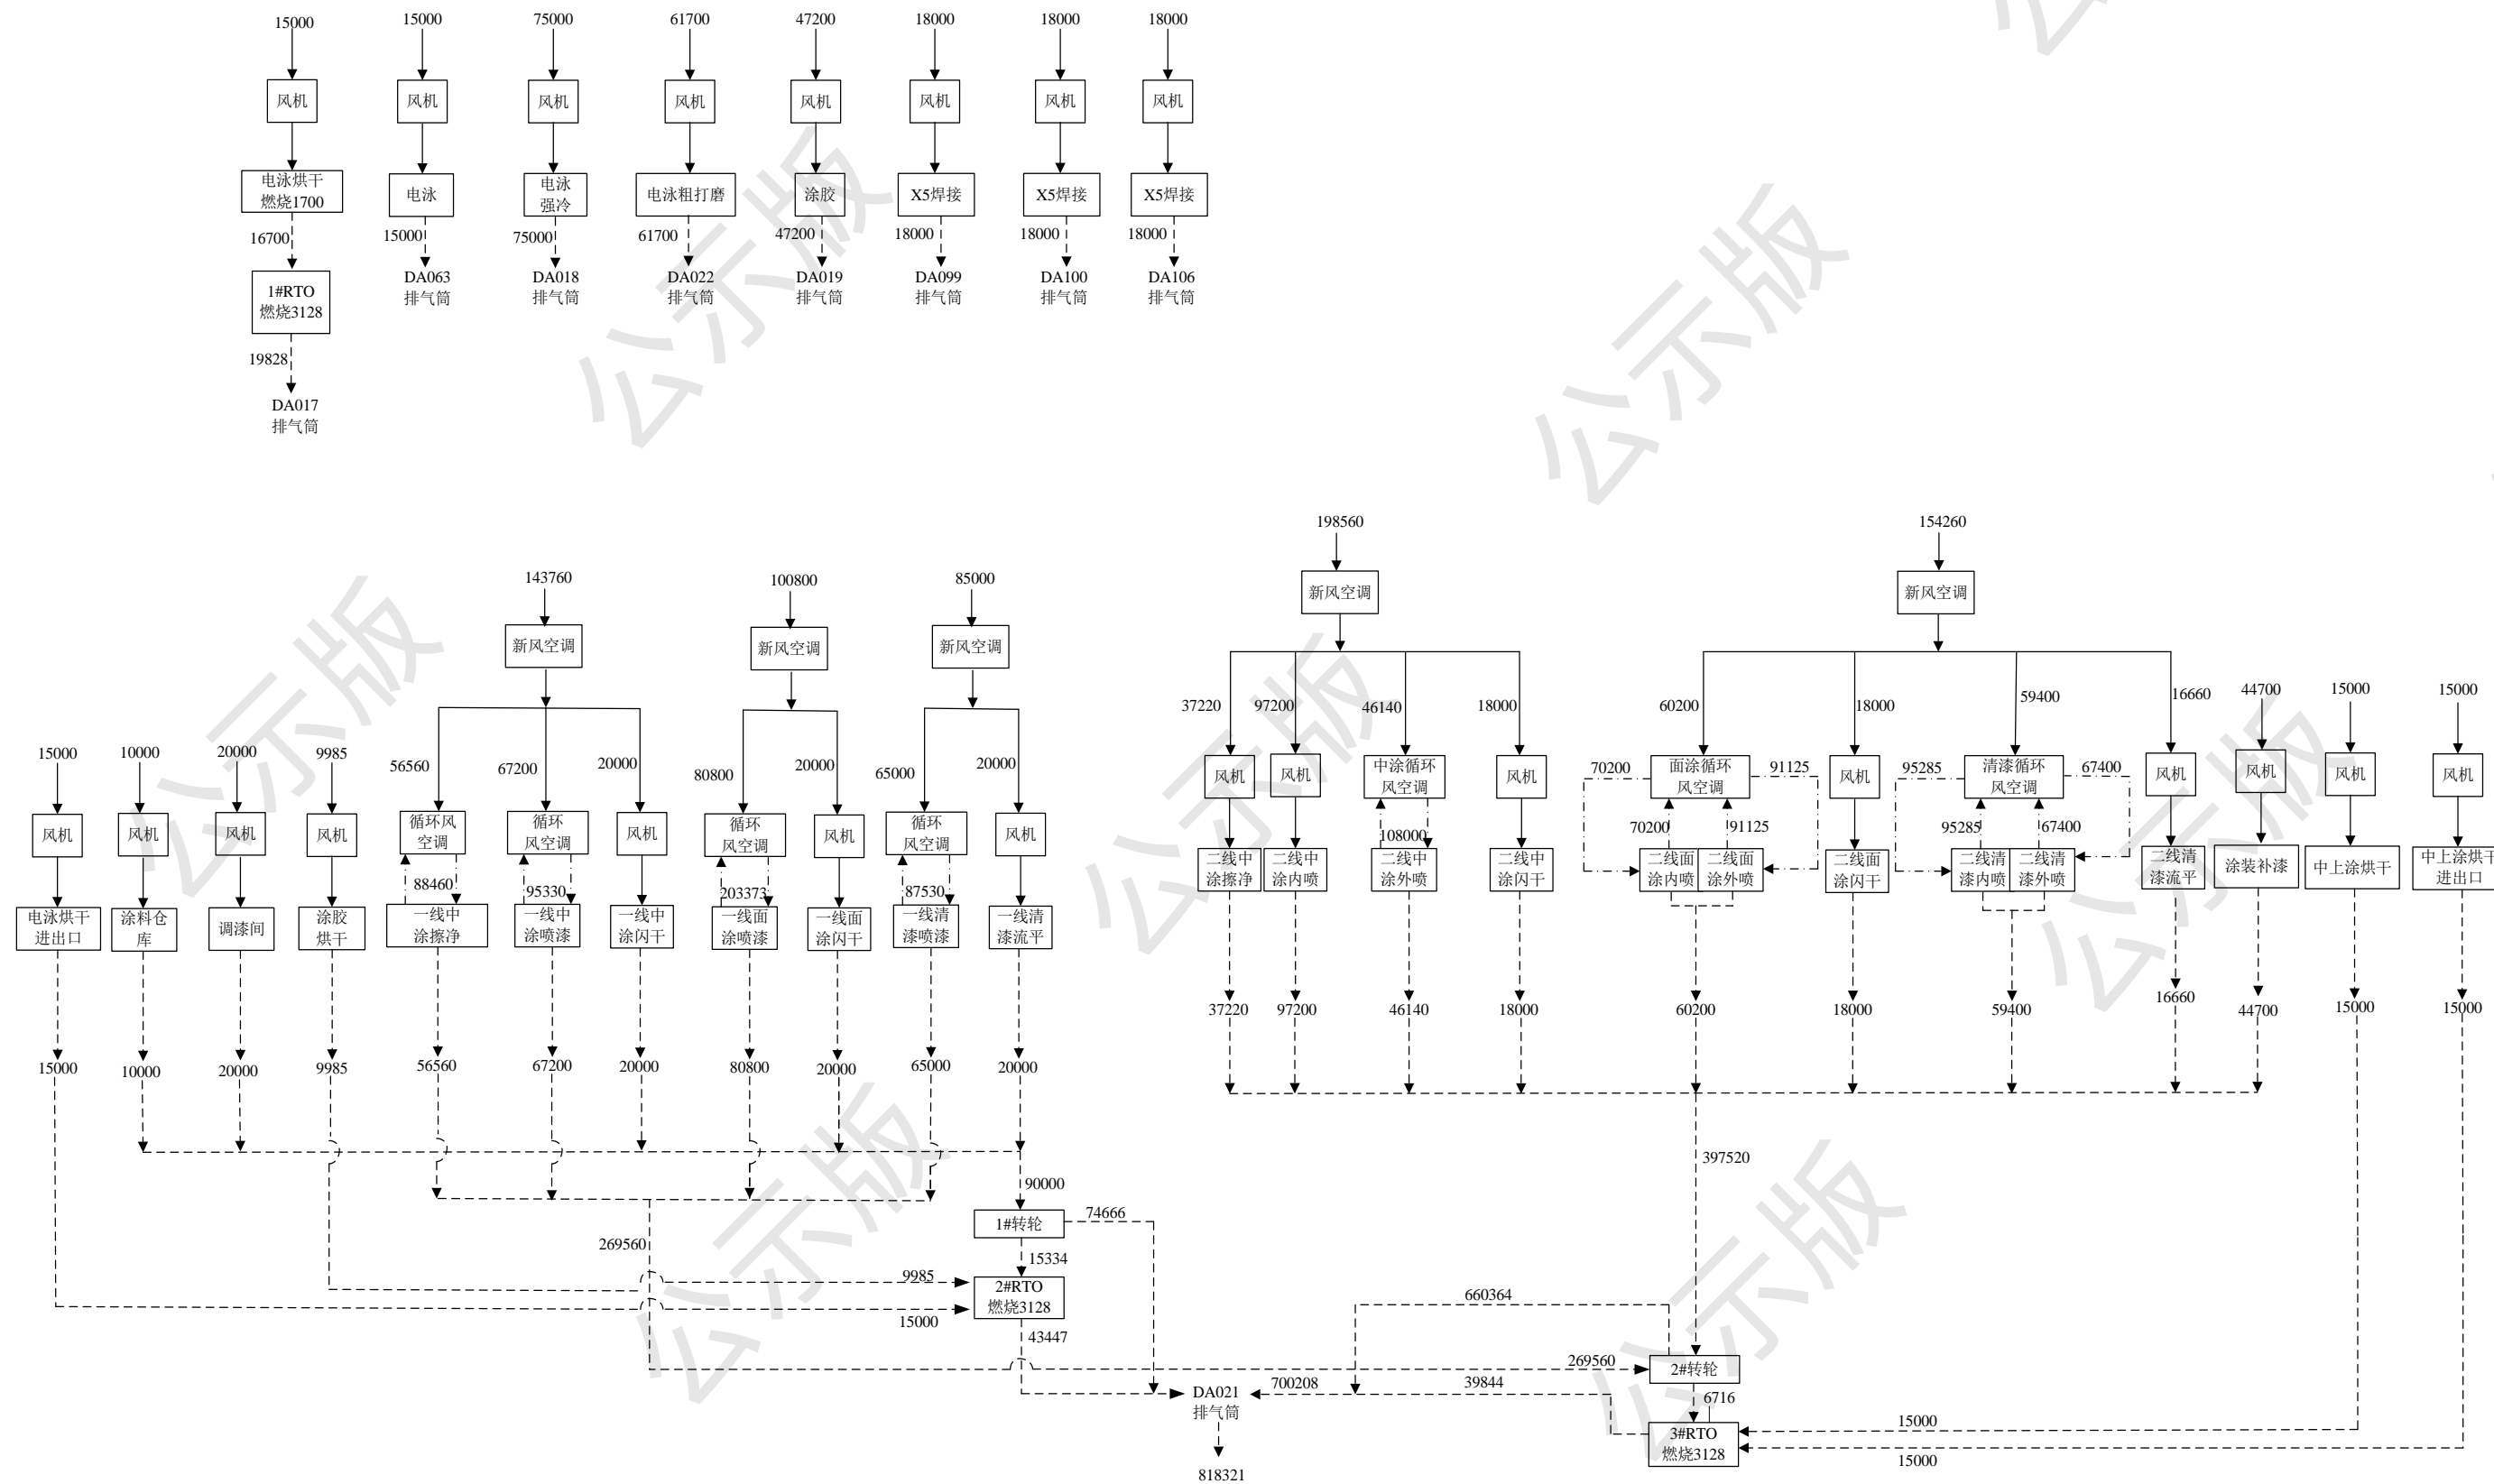 15000
15000
75000
61700
47200
18000
18000
18000
风机
风机
风机
风机
风机
风机
风机
风机
电泳烘干
燃烧1700
电泳
电泳
强冷
电泳粗打磨
涂胶
X5焊接
X5焊接
X5焊接
16700
15000
75000
61700
47200
18000
18000
18000
1#RTO
燃烧3128
DA063
排气筒
DA018
排气筒
DA022
排气筒
DA019
排气筒
DA099
排气筒
DA100
排气筒
DA106
排气筒
19828
DA017
排气筒
198560
154260
143760
100800
85000
新风空调
新风空调
新风空调
新风空调
新风空调
37220
97200
46140
18000
60200
18000
59400
16660
44700
15000
15000
15000
10000
20000
9985
56560
67200
20000
80800
20000
65000
20000
风机
风机
中涂循环
风空调
风机
70200
面涂循环
风空调
91125
风机
95285
清漆循环
风空调
67400
风机
风机
风机
风机
风机
风机
风机
风机
循环风
空调
循环
风空调
风机
循环
风空调
风机
循环
风空调
风机
108000
70200
91125
95285
67400
88460
95330
203373
87530
二线中
涂擦净
二线中
涂内喷
二线中
涂外喷
二线中
涂闪干
二线面
涂内喷
二线面
涂外喷
二线面
涂闪干
二线清
漆内喷
二线清
漆外喷
二线清
漆流平
涂装补漆
中上涂烘干
中上涂烘干
进出口
电泳烘干
进出口
涂料仓
库
调漆间
涂胶
烘干
一线中
涂擦净
一线中
涂喷漆
一线中
涂闪干
一线面
涂喷漆
一线面
涂闪干
一线清
漆喷漆
一线清
漆流平
37220
97200
46140
18000
60200
18000
59400
16660
44700
15000
15000
15000
10000
20000
9985
56560
67200
20000
80800
20000
65000
20000
397520
90000
1#转轮
74666
269560
15334
9985
2#RTO
燃烧3128
15000
43447
660364
269560
2#转轮
DA021
排气筒
700208
39844
6716
3#RTO
燃烧3128
15000
15000
818321
公示版
公示版
公示版
公示版
公示版
公示版
公示版